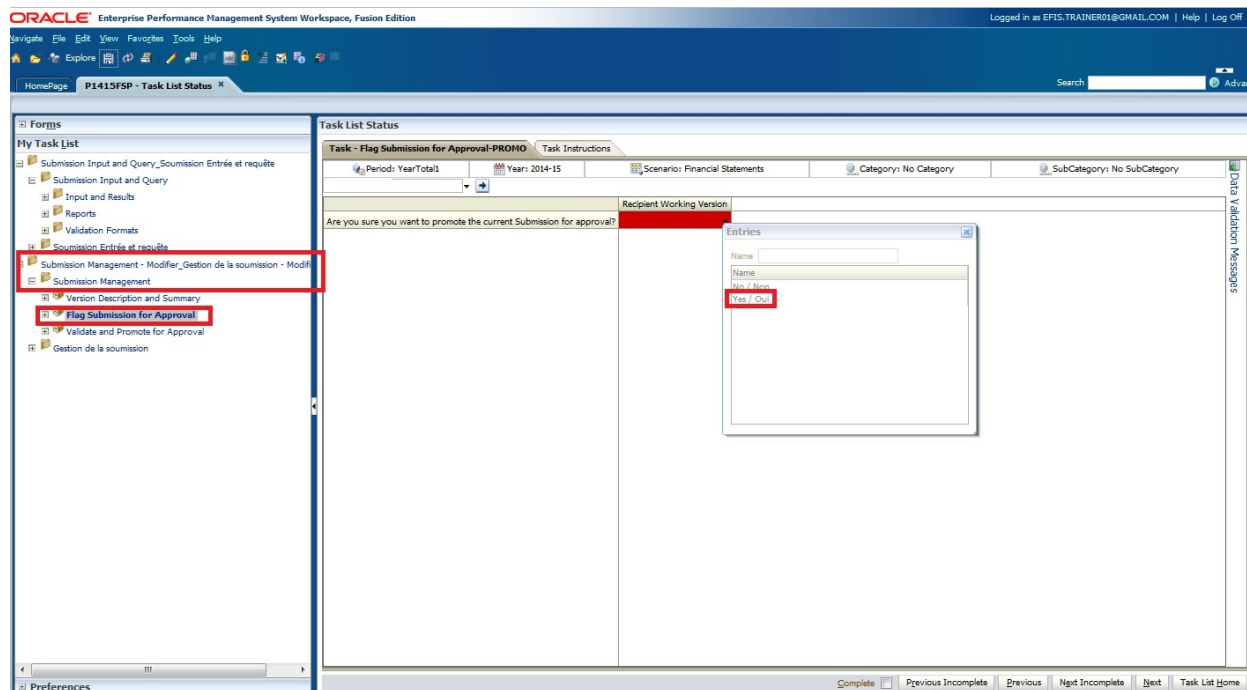 ORACLE Enterprise Performance Management System Workspace, Fusion Edition
Logged in as EFIS.TRAINER01@GMAIL.COM | Help | Log Off
Navigate File Edit View Favorites Tools Help
Explore
HomePage P1415FSP - Task List Status
Search
Forms
My Task List
Submission Input and Query_Soumission Entrée et requête
Submission Input and Query
Input and Results
Reports
Validation Formats
Soumission Entrée et requête
Submission Management - Modifier_Gestion de la soumission - Modifi
Submission Management
Version Description and Summary
Flag Submission for Approval
Validate and Promote for Approval
Gestion de la soumission
Preferences
Task List Status
Task - Flag Submission for Approval-PROMO Task Instructions
Period: YearTotal1 Year: 2014-15 Scenario: Financial Statements Category: No Category SubCategory: No SubCategory
Recipient Working Version
Are you sure you want to promote the current Submission for approval?
Entries
Name
Name
No / Non
Yes / Oui
Data Validation Messages
Complete Previous Incomplete Previous Next Incomplete Next Task List Home